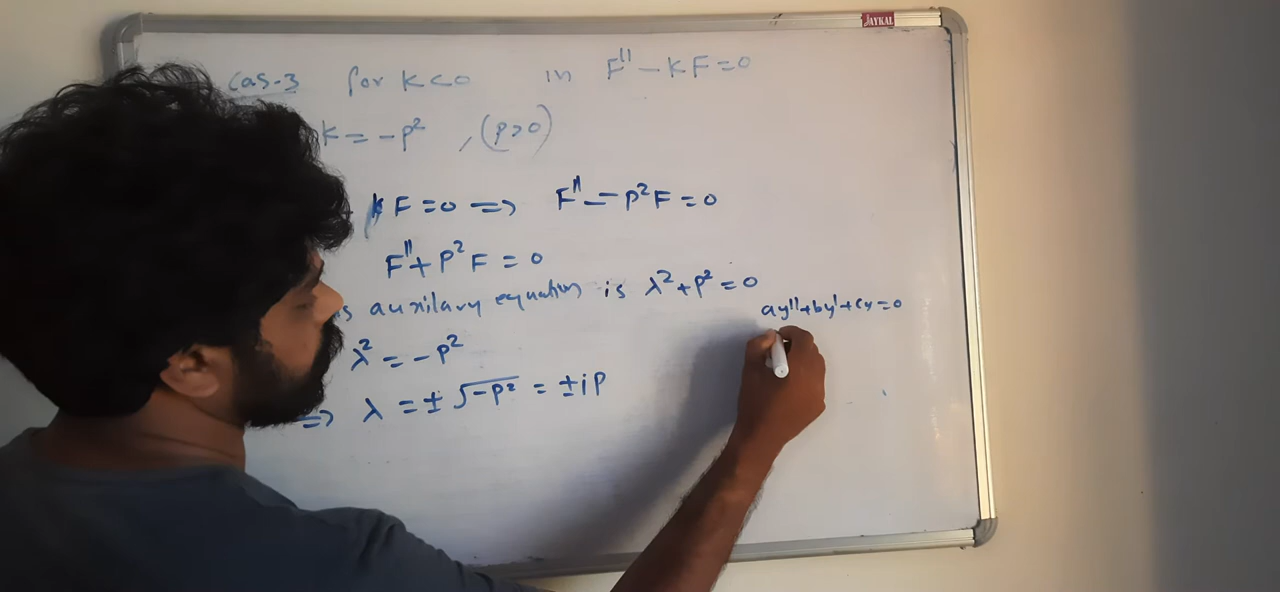 JAYKAL
Cas-3 for K<0 in F" - KF=0
K = -p² , (p>0)
KF=0 => F" - p²F=0
F"+p²F=0
s auxilary equation is λ²+p²=0
ay"+by'+cy=0
λ² = -p²
=> λ = ± √-p² = ±ip